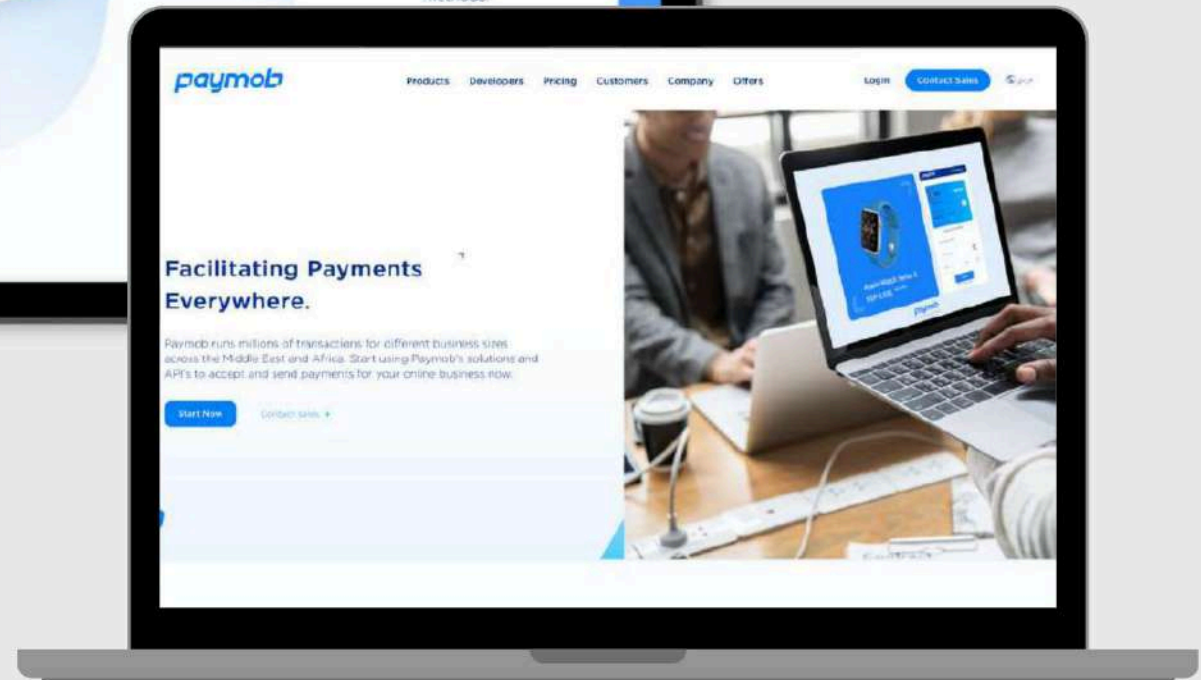 paymob
Products Developers Pricing Customers Company Offers
Login Contact Sales
Facilitating Payments
Everywhere.
Paymob runs millions of transactions for different business sizes
across the Middle East and Africa. Start using Paymob's solutions and
API's to accept and send payments for your online business now.
Start Now Contact sales
paymob